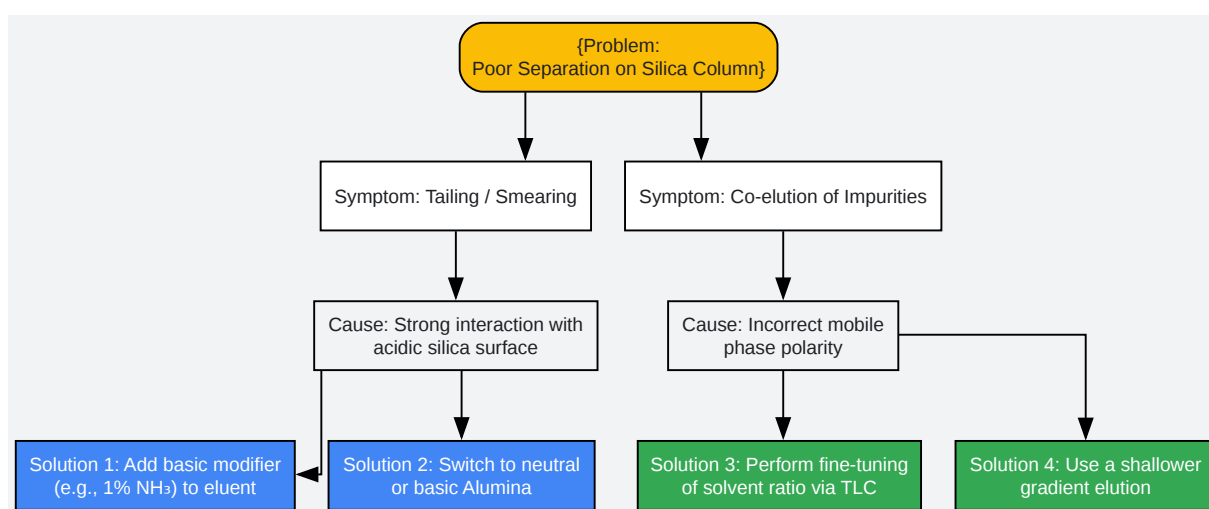 {Problem:
Poor Separation on Silica Column}
Symptom: Tailing / Smearing
Symptom: Co-elution of Impurities
Cause: Strong interaction with
acidic silica surface
Cause: Incorrect mobile
phase polarity
Solution 1: Add basic modifier
(e.g., 1% NH₃) to eluent
Solution 2: Switch to neutral
or basic Alumina
Solution 3: Perform fine-tuning
of solvent ratio via TLC
Solution 4: Use a shallower
gradient elution